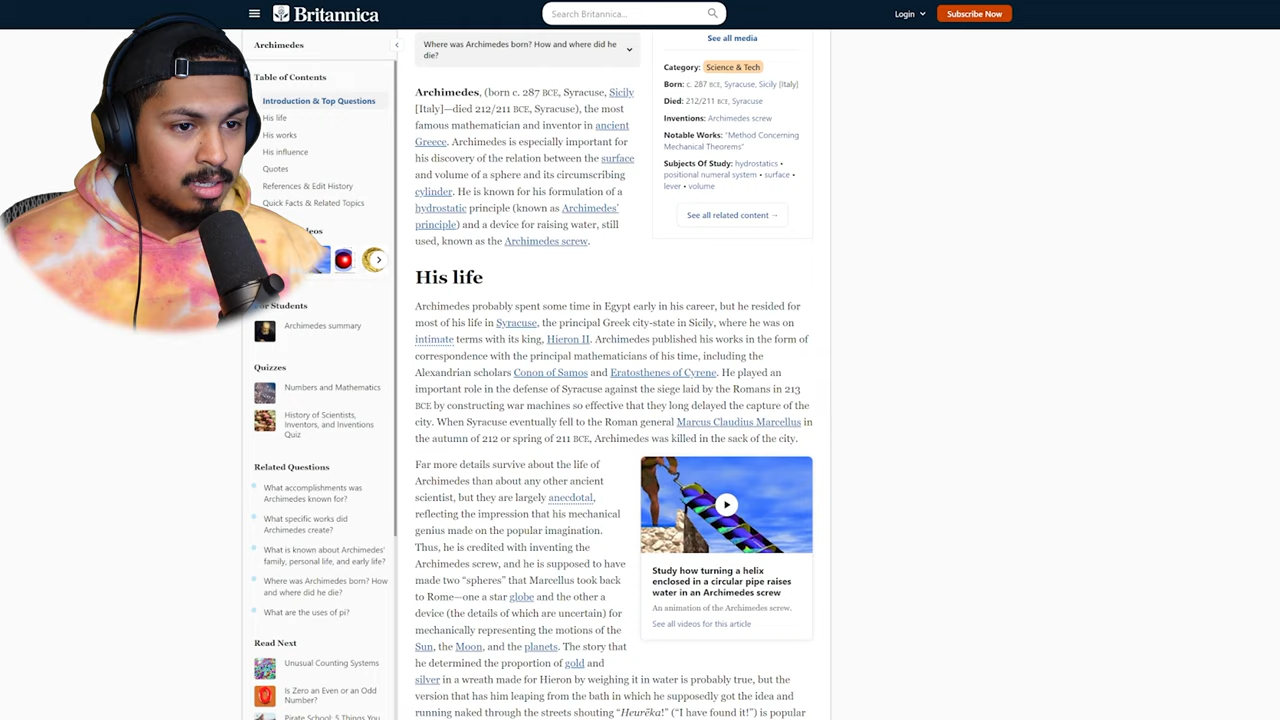 Britannica
Search Britannica...
Login
Subscribe Now
Archimedes
Table of Contents
Introduction & Top Questions
His life
His works
His influence
Quotes
References & Edit History
Quick Facts & Related Topics
Students
Archimedes summary
Quizzes
Numbers and Mathematics
History of Scientists,
Inventors, and Inventions
Quiz
Related Questions
What accomplishments was
Archimedes known for?
What specific works did
Archimedes create?
What is known about Archimedes'
family, personal life, and early life?
Where was Archimedes born? How
and where did he die?
What are the uses of pi?
Read Next
Unusual Counting Systems
Is Zero an Even or an Odd
Number?
Pirate School: 5 Things You
Where was Archimedes born? How and where did he
die?
Archimedes, (born c. 287 BCE, Syracuse, Sicily
[Italy]—died 212/211 BCE, Syracuse), the most
famous mathematician and inventor in ancient
Greece. Archimedes is especially important for
his discovery of the relation between the surface
and volume of a sphere and its circumscribing
cylinder. He is known for his formulation of a
hydrostatic principle (known as Archimedes'
principle) and a device for raising water, still
used, known as the Archimedes screw.
See all media
Category: Science & Tech
Born: c. 287 BCE, Syracuse, Sicily [Italy]
Died: 212/211 BCE, Syracuse
Inventions: Archimedes screw
Notable Works: "Method Concerning
Mechanical Theorems"
Subjects Of Study: hydrostatics •
positional numeral system • surface •
lever • volume
See all related content →
His life
Archimedes probably spent some time in Egypt early in his career, but he resided for
most of his life in Syracuse, the principal Greek city-state in Sicily, where he was on
intimate terms with its king, Hieron II. Archimedes published his works in the form of
correspondence with the principal mathematicians of his time, including the
Alexandrian scholars Conon of Samos and Eratosthenes of Cyrene. He played an
important role in the defense of Syracuse against the siege laid by the Romans in 213
BCE by constructing war machines so effective that they long delayed the capture of the
city. When Syracuse eventually fell to the Roman general Marcus Claudius Marcellus in
the autumn of 212 or spring of 211 BCE, Archimedes was killed in the sack of the city.
Far more details survive about the life of
Archimedes than about any other ancient
scientist, but they are largely anecdotal,
reflecting the impression that his mechanical
genius made on the popular imagination.
Thus, he is credited with inventing the
Archimedes screw, and he is supposed to have
made two “spheres” that Marcellus took back
to Rome—one a star globe and the other a
device (the details of which are uncertain) for
mechanically representing the motions of the
Sun, the Moon, and the planets. The story that
he determined the proportion of gold and
silver in a wreath made for Hieron by weighing it in water is probably true, but the
version that has him leaping from the bath in which he supposedly got the idea and
running naked through the streets shouting “Heurēka!” (“I have found it!”) is popular
Study how turning a helix
enclosed in a circular pipe raises
water in an Archimedes screw
An animation of the Archimedes screw.
See all videos for this article